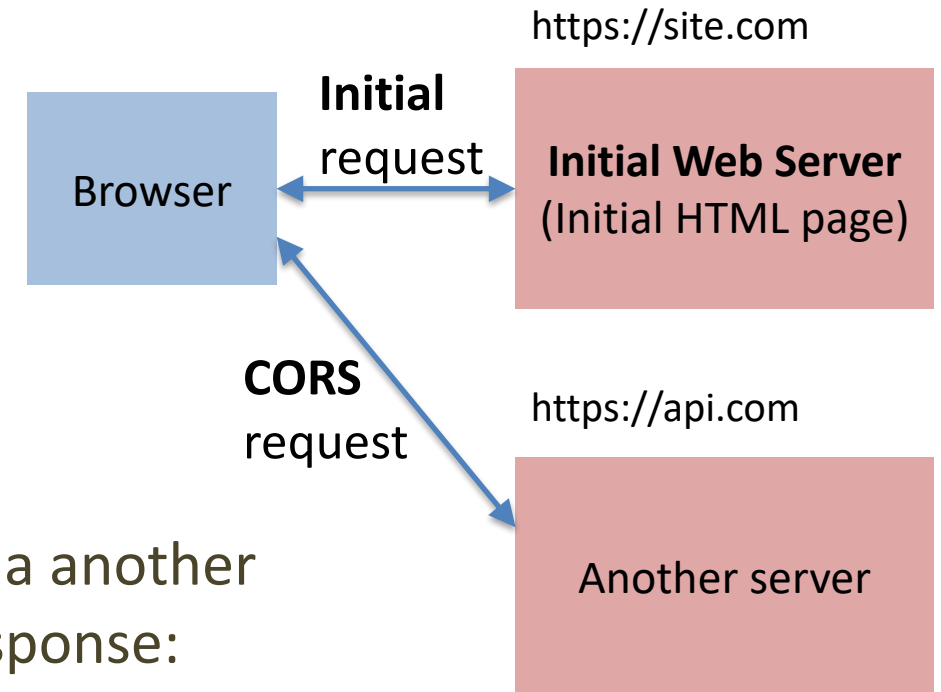 https://site.com
Initial
request
Browser
Initial Web Server
(Initial HTML page)
CORS
request
https://api.com
Another server
a another
sponse: